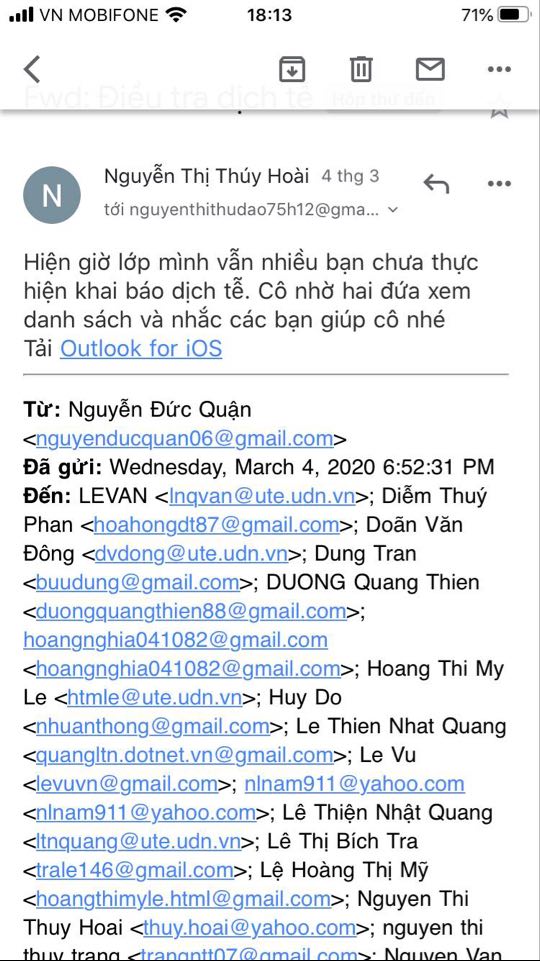 VN MOBIFONE 18:13 71%
Fwd: Điều tra dịch tễ Hộp thư đến
N Nguyễn Thị Thúy Hoài 4 thg 3
tới nguyenthithudao75h12@gma...
Hiện giờ lớp mình vẫn nhiều bạn chưa thực
hiện khai báo dịch tễ. Cô nhờ hai đứa xem
danh sách và nhắc các bạn giúp cô nhé
Tải Outlook for iOS
Từ: Nguyễn Đức Quận
<nguyenducquan06@gmail.com>
Đã gửi: Wednesday, March 4, 2020 6:52:31 PM
Đến: LEVAN <lnqvan@ute.udn.vn>; Diễm Thuý
Phan <hoahongdt87@gmail.com>; Doãn Văn
Đông <dvdong@ute.udn.vn>; Dung Tran
<buudung@gmail.com>; DUONG Quang Thien
<duongquangthien88@gmail.com>;
hoangnghia041082@gmail.com
<hoangnghia041082@gmail.com>; Hoang Thi My
Le <htmle@ute.udn.vn>; Huy Do
<nhuanthong@gmail.com>; Le Thien Nhat Quang
<quangltn.dotnet.vn@gmail.com>; Le Vu
<levuvn@gmail.com>; nlnam911@yahoo.com
<nlnam911@yahoo.com>; Lê Thiện Nhật Quang
<ltnquang@ute.udn.vn>; Lê Thị Bích Tra
<trale146@gmail.com>; Lệ Hoàng Thị Mỹ
<hoangthimyle.html@gmail.com>; Nguyen Thi
Thuy Hoai <thuy.hoai@yahoo.com>; nguyen thi
thuy trang <trangntt07@gmail.com>; Nguyen Van